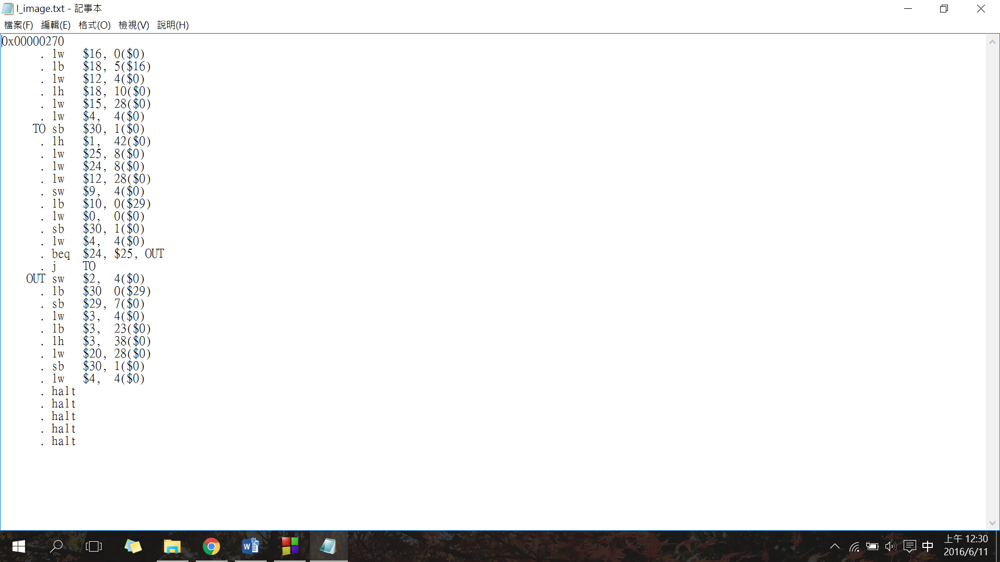 I_image.txt - 記事本
檔案(F) 編輯(E) 格式(O) 檢視(V) 說明(H)
0x00000270
. lw $16, 0($0)
. lb $18, 5($16)
. lw $12, 4($0)
. lh $18, 10($0)
. lw $15, 28($0)
. lw $4, 4($0)
TO sb $30, 1($0)
. lh $1, 42($0)
. lw $25, 8($0)
. lw $24, 8($0)
. lw $12, 28($0)
. sw $9, 4($0)
. lb $10, 0($29)
. lw $0, 0($0)
. sb $30, 1($0)
. lw $4, 4($0)
. beq $24, $25, OUT
. j TO
OUT sw $2, 4($0)
. lb $30 0($29)
. sb $29, 7($0)
. lw $3, 4($0)
. lb $3, 23($0)
. lh $3, 38($0)
. lw $20, 28($0)
. sb $30, 1($0)
. lw $4, 4($0)
. halt
. halt
. halt
. halt
. halt
中
上午 12:30
2016/6/11